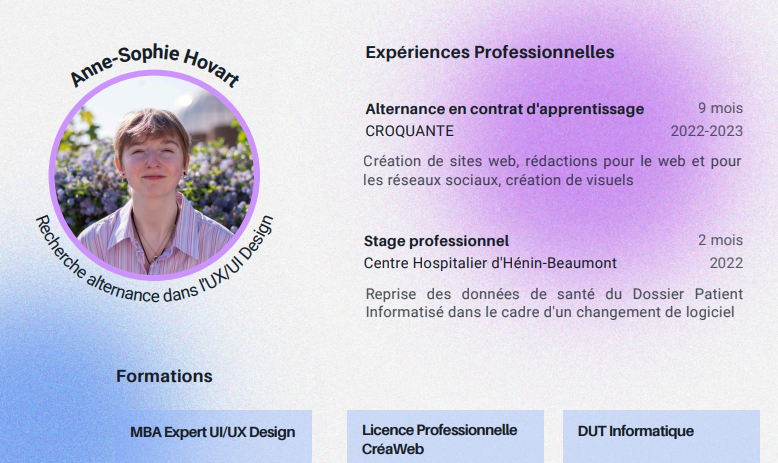 Anne-Sophie Hovart
Recherche alternance dans l'UX/UI Design
Expériences Professionnelles
Alternance en contrat d'apprentissage 9 mois
CROQUANTE 2022-2023
Création de sites web, rédactions pour le web et pour
les réseaux sociaux, création de visuels
Stage professionnel 2 mois
Centre Hospitalier d'Hénin-Beaumont 2022
Reprise des données de santé du Dossier Patient
Informatisé dans le cadre d'un changement de logiciel
Formations
MBA Expert UI/UX Design
Licence Professionnelle
CréaWeb
DUT Informatique